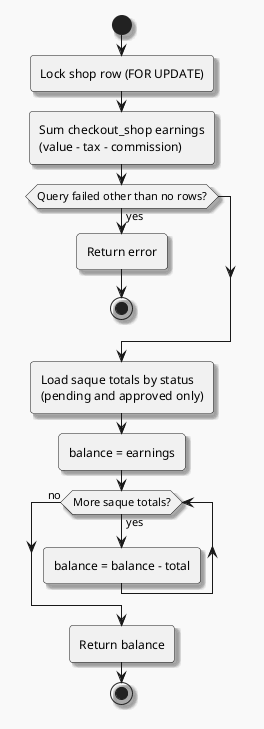 Lock shop row (FOR UPDATE)
Sum checkout_shop earnings
(value - tax - commission)
Query failed other than no rows?
yes
Return error
Load saque totals by status
(pending and approved only)
balance = earnings
no
More saque totals?
yes
balance = balance - total
Return balance